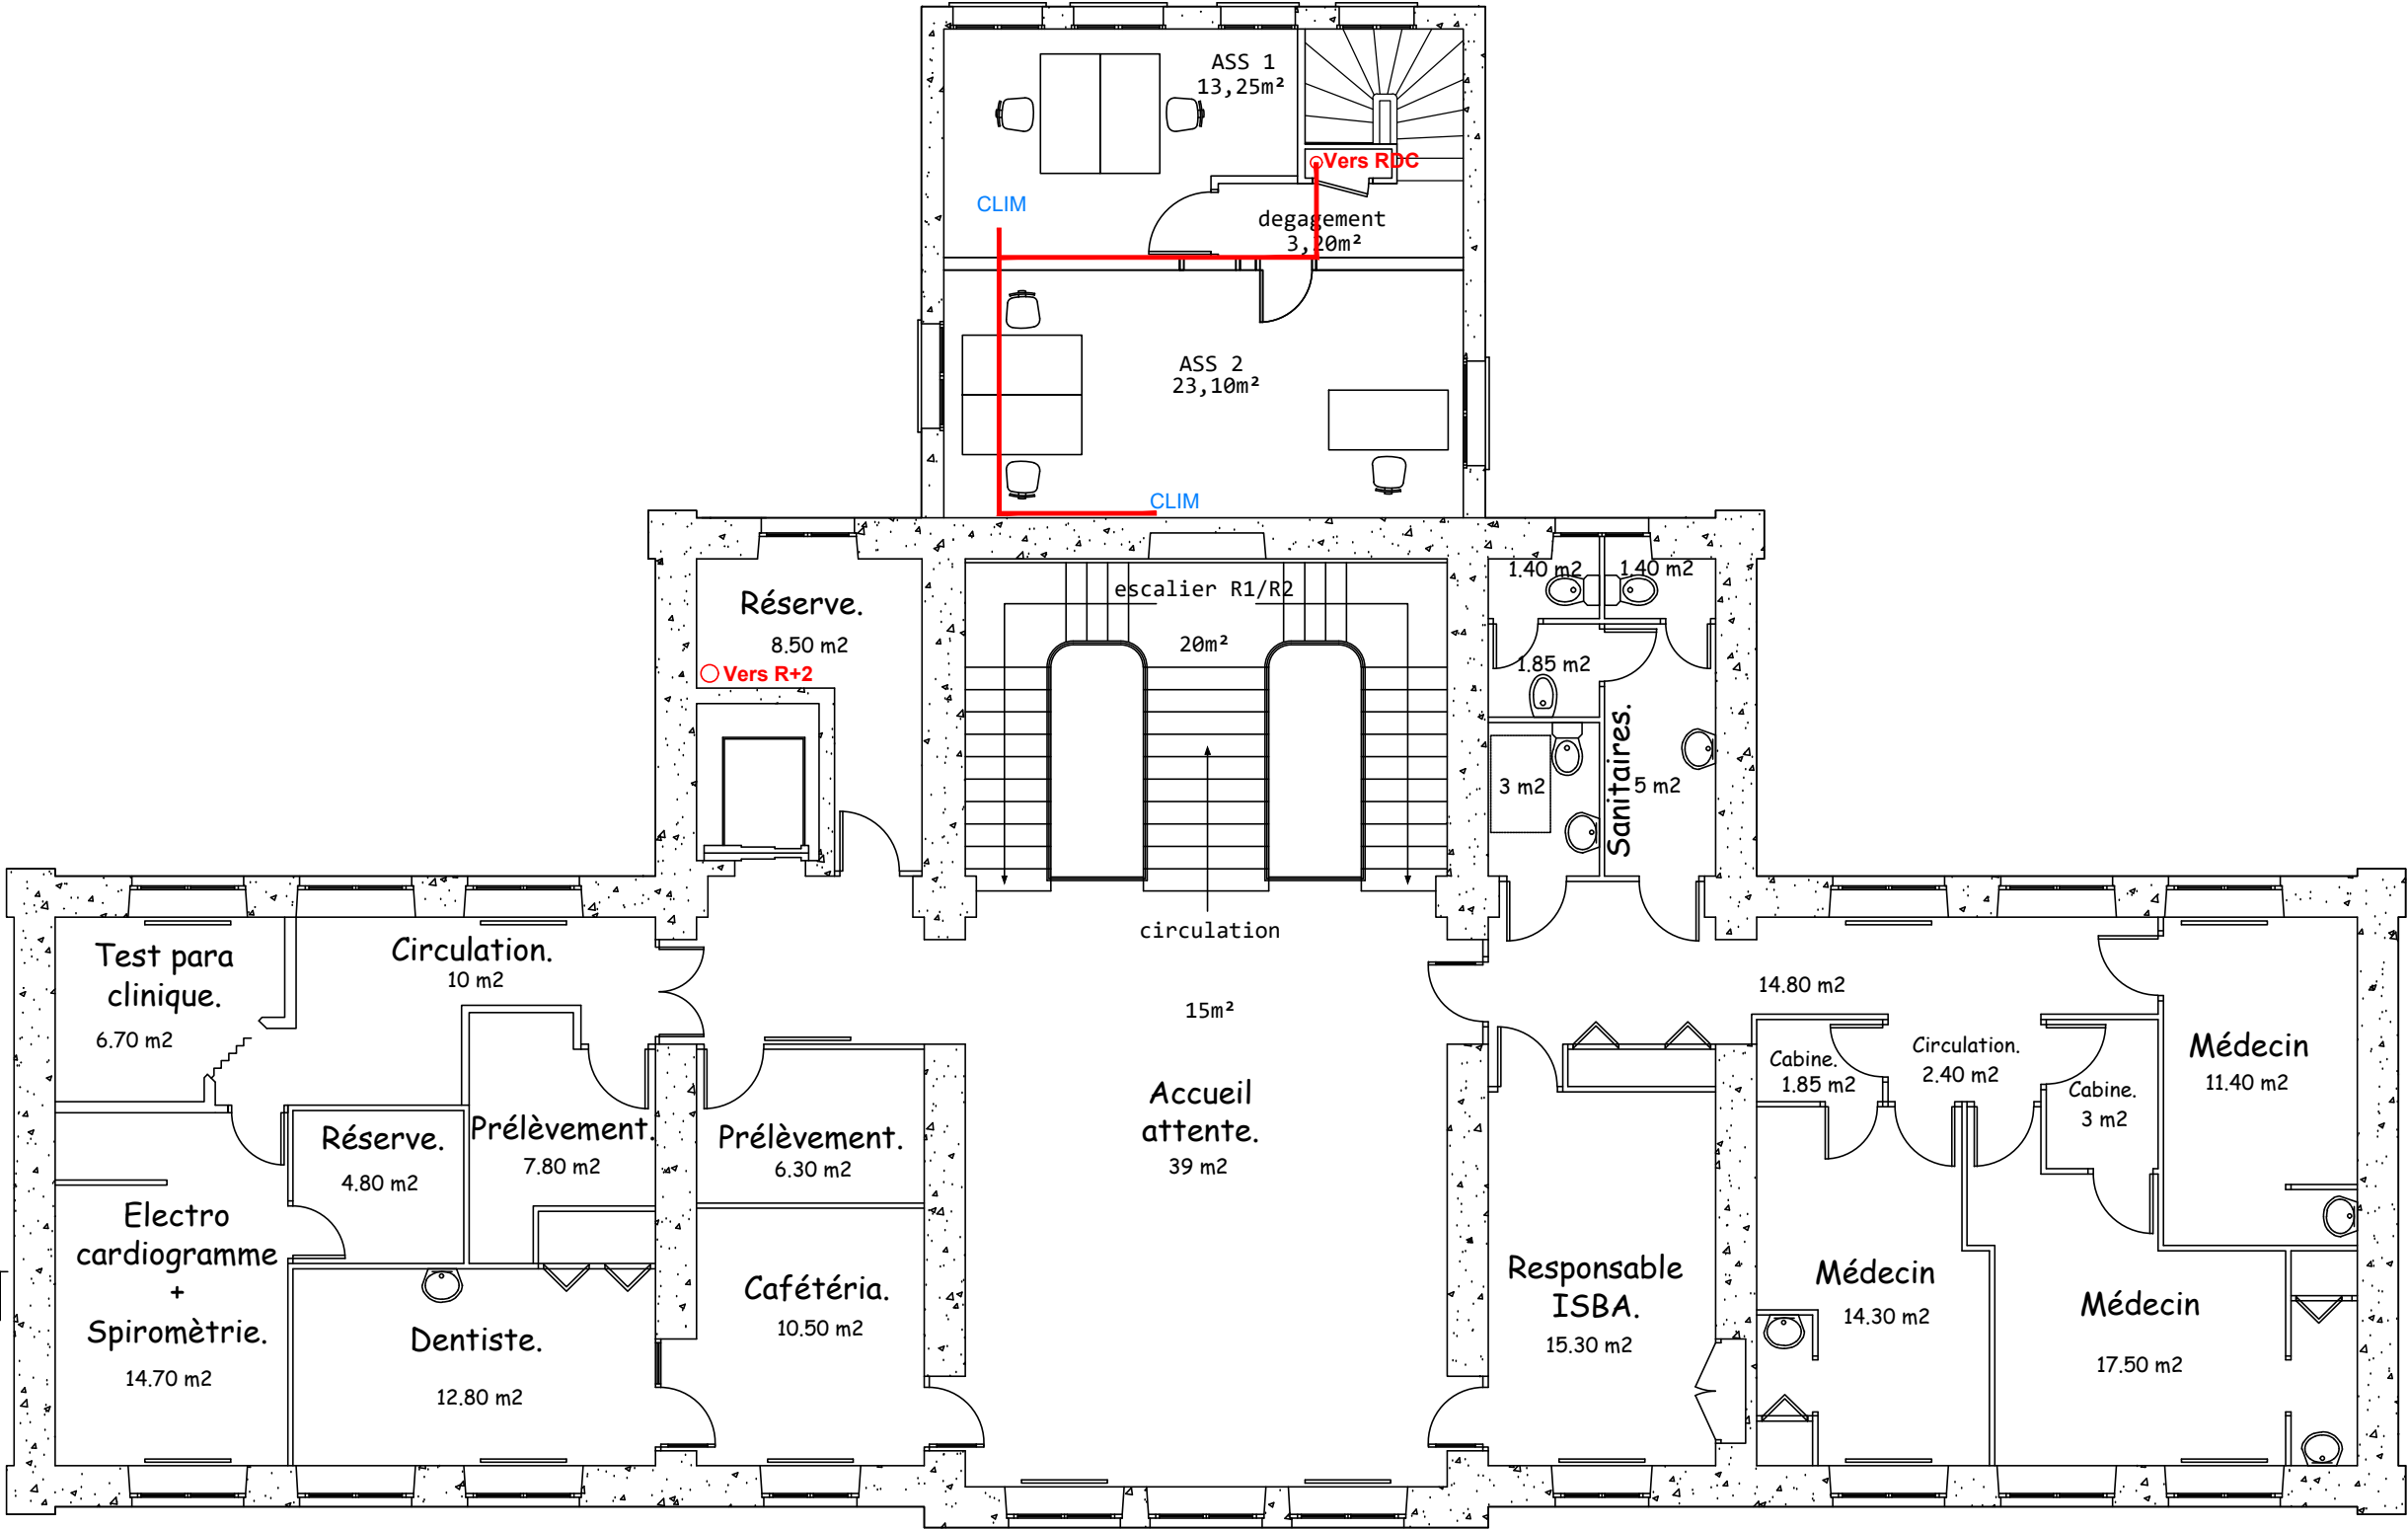 ASS 1
13,25m²
Vers RDC
CLIM
degagement
3,20m²
ASS 2
23,10m²
CLIM
Réserve.
8.50 m2
Vers R+2
escalier R1/R2
20m²
1.40 m2
1.40 m2
1.85 m2
3 m2
Sanitaires.
5 m2
circulation
15m²
Test para
clinique.
6.70 m2
Circulation.
10 m2
14.80 m2
Cabine.
1.85 m2
Circulation.
2.40 m2
Cabine.
3 m2
Médecin
11.40 m2
Réserve.
4.80 m2
Prélèvement.
7.80 m2
Prélèvement.
6.30 m2
Accueil
attente.
39 m2
Electro
cardiogramme
+
Spiromètrie.
14.70 m2
Dentiste.
12.80 m2
Cafétéria.
10.50 m2
Responsable
ISBA.
15.30 m2
Médecin
14.30 m2
Médecin
17.50 m2